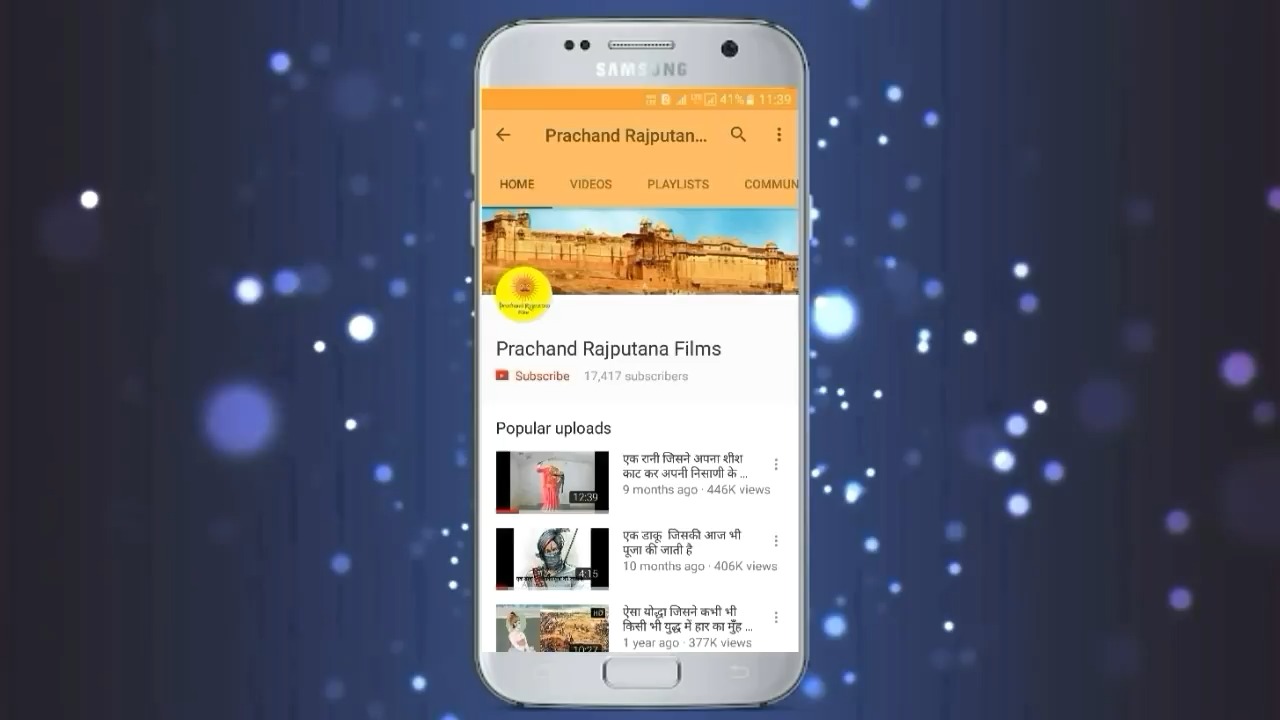 SAMSUNG
41% 11:39
Prachand Rajputan...
HOME VIDEOS PLAYLISTS COMMUN
Prachand Rajputana Films
Subscribe 17,417 subscribers
Popular uploads
एक रानी जिसने अपना शीश
काट कर अपनी निसाणी के ...
9 months ago · 446K views
12:39
एक डाकू जिसकी आज भी
पूजा की जाती है
10 months ago · 406K views
4:15
ऐसा योद्धा जिसने कभी भी
किसी भी युद्ध में हार का मुँह ...
1 year ago · 377K views
HD
10:27